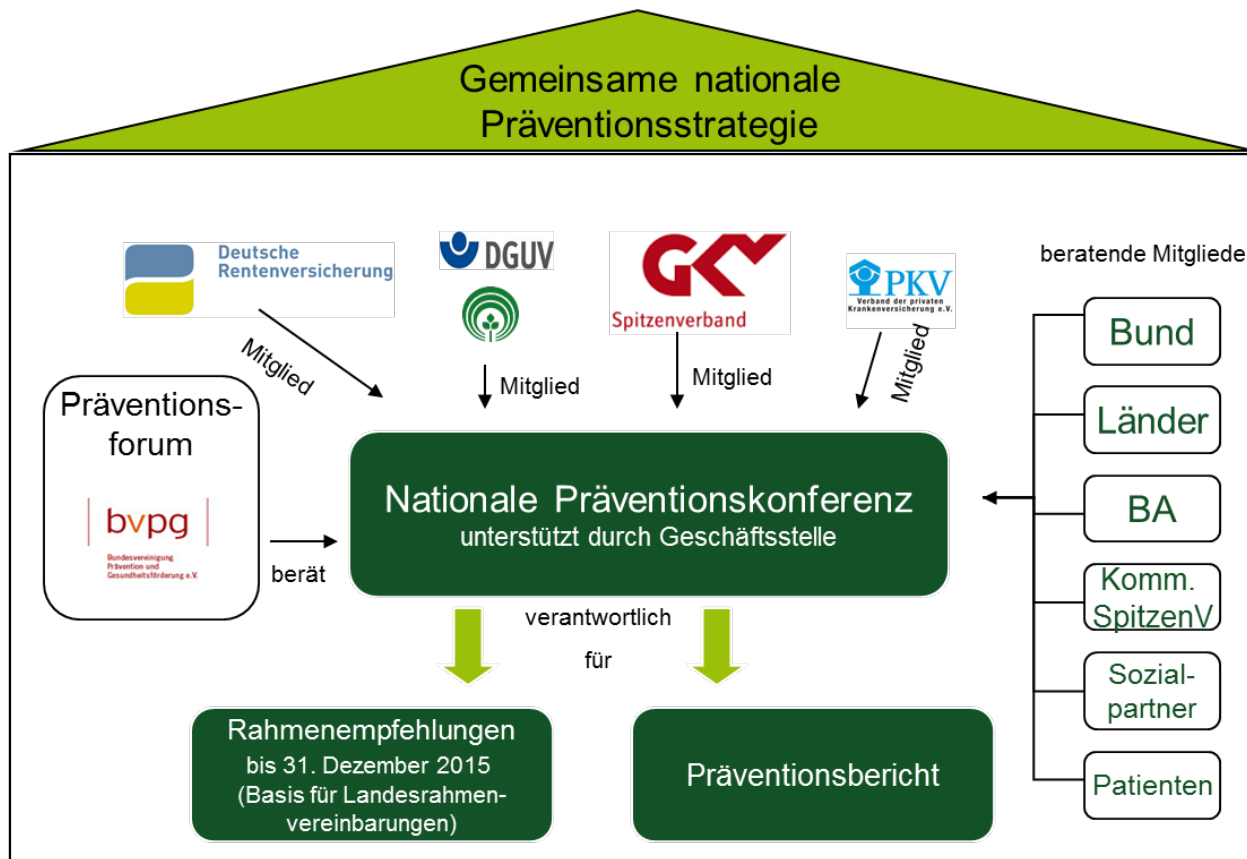 Gemeinsame nationale
Präventionsstrategie
Deutsche
Rentenversicherung
DGUV
GKV
Spitzenverband
PKV
Verband der privaten
Krankenversicherung e.V.
beratende Mitgliede
Mitglied
Mitglied
Mitglied
Mitglied
Präventions-
forum
bvpg
Bundesvereinigung
Prävention und
Gesundheitsförderung e.V.
berät
Nationale Präventionskonferenz
unterstützt durch Geschäftsstelle
verantwortlich
für
Rahmenempfehlungen
bis 31. Dezember 2015
(Basis für Landesrahmen-
vereinbarungen)
Präventionsbericht
Bund
Länder
BA
Komm.
SpitzenV
Sozial-
partner
Patienten